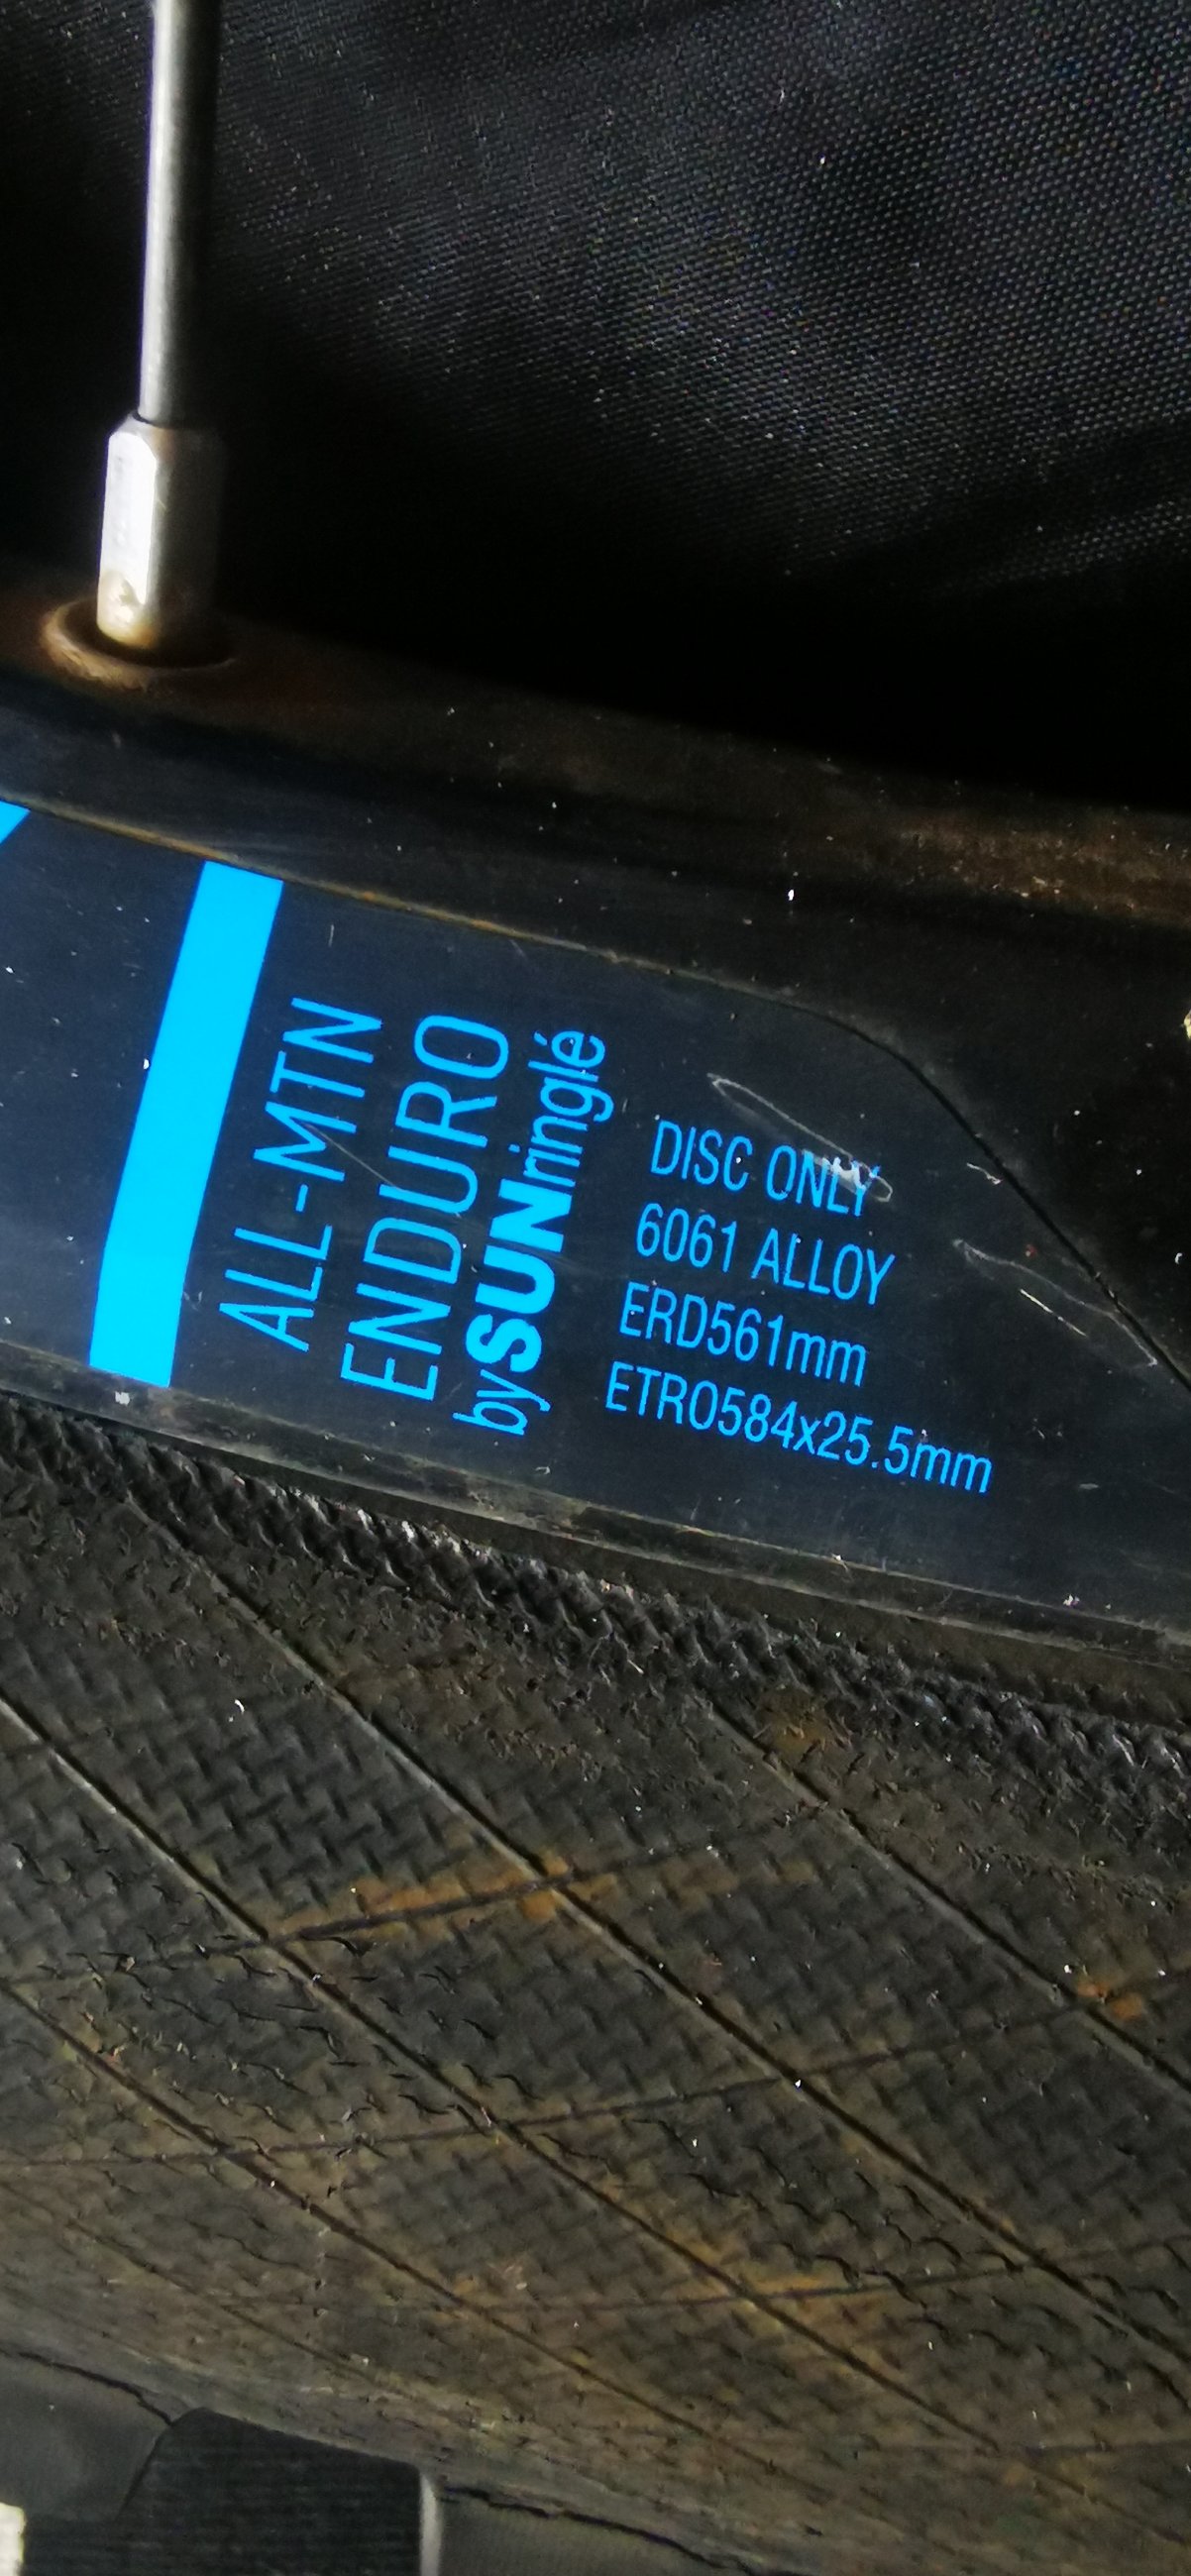 ALL-MTN
ENDURO
bySUNringlé
DISC ONLY
6061 ALLOY
ERD561mm
ETRO584x25.5mm